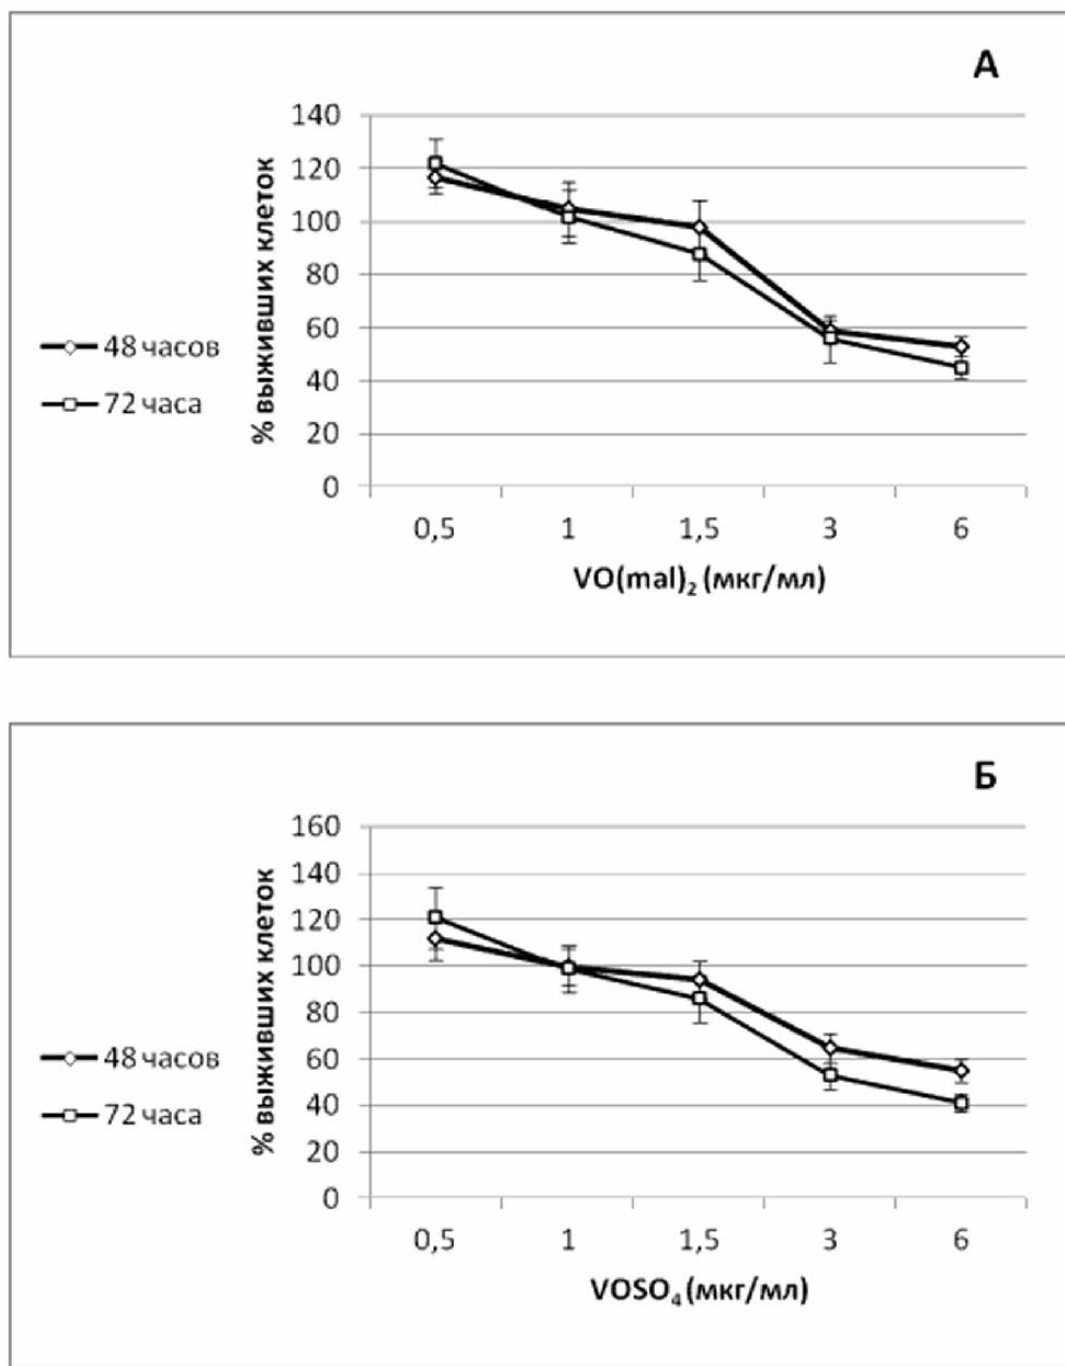 А
140
120
100
80
60
40
20
0
% выживших клеток
48 часов
72 часа
0,5 1 1,5 3 6
VO(mal)₂ (мкг/мл)
Б
160
140
120
100
80
60
40
20
0
% выживших клеток
48 часов
72 часа
0,5 1 1,5 3 6
VOSO₄ (мкг/мл)